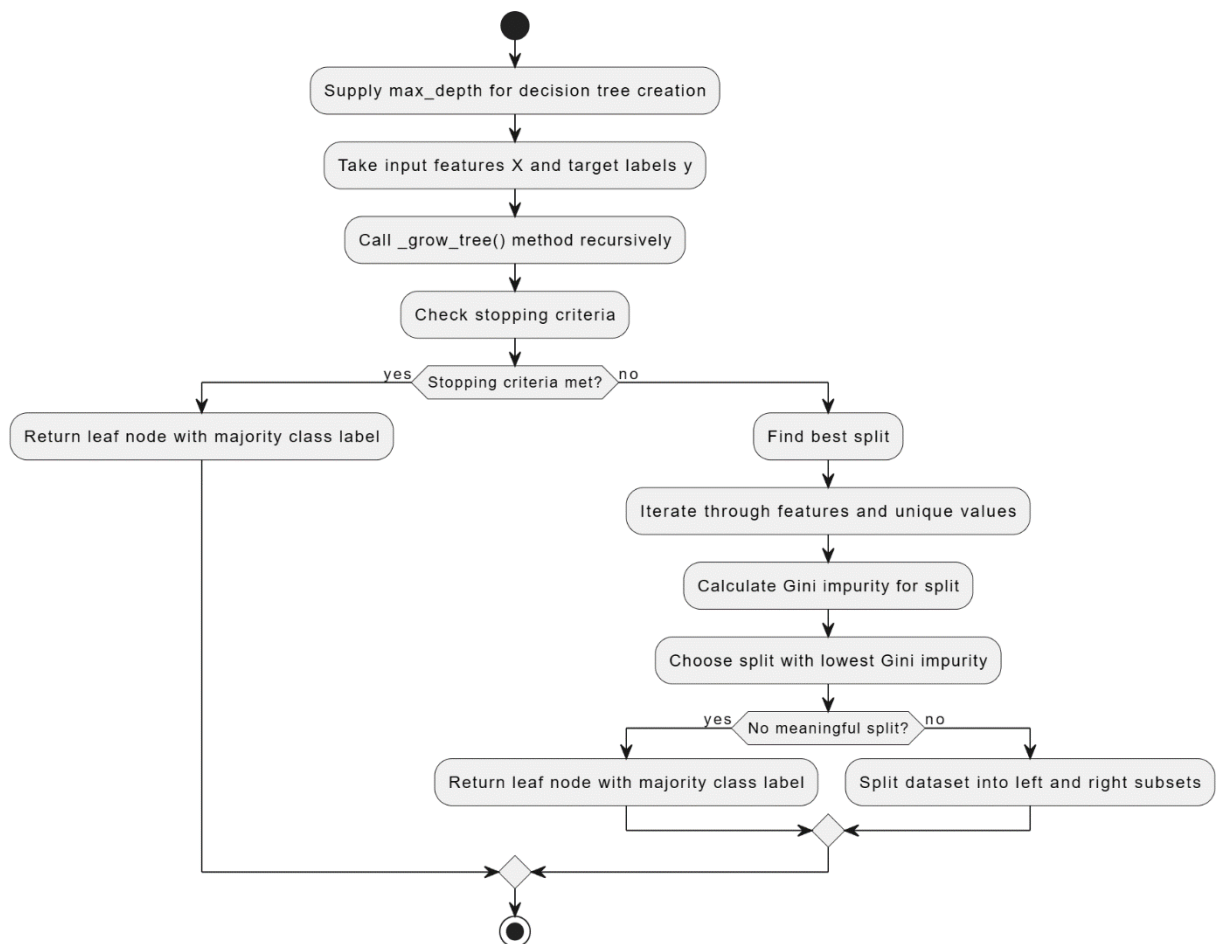 Supply max_depth for decision tree creation
Take input features X and target labels y
Call _grow_tree() method recursively
Check stopping criteria
yes
Stopping criteria met?
no
Return leaf node with majority class label
Find best split
Iterate through features and unique values
Calculate Gini impurity for split
Choose split with lowest Gini impurity
yes
No meaningful split?
no
Return leaf node with majority class label
Split dataset into left and right subsets